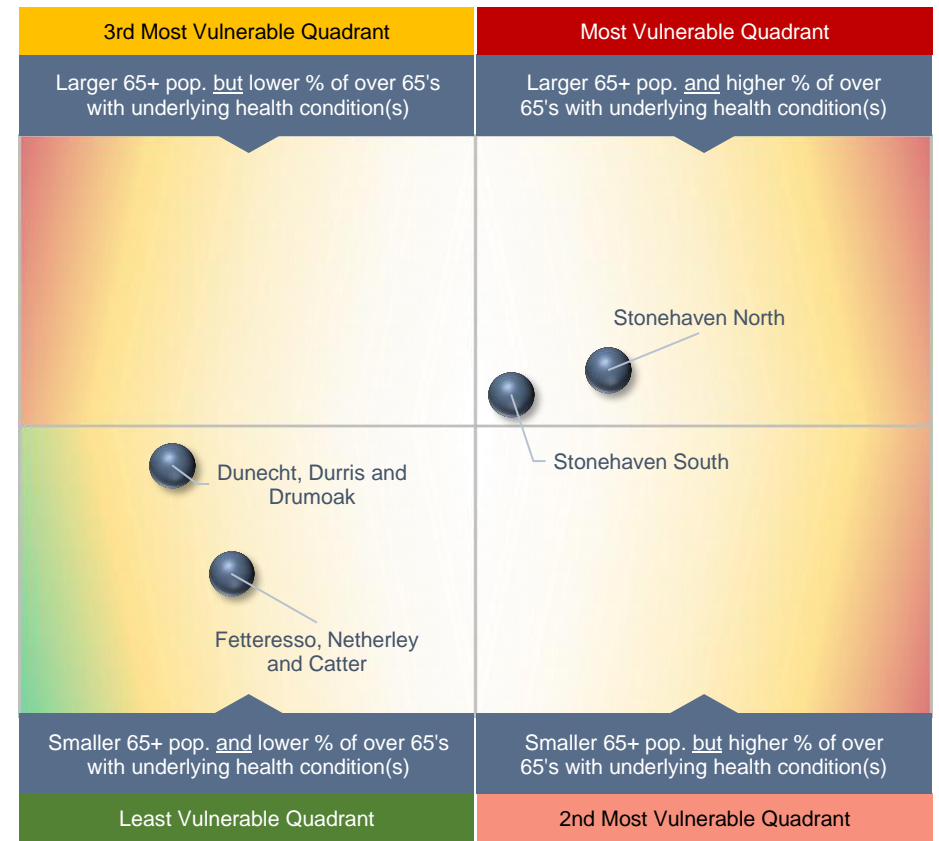 3rd Most Vulnerable Quadrant
Most Vulnerable Quadrant
Larger 65+ pop. but lower % of over 65's
with underlying health condition(s)
Larger 65+ pop. and higher % of over
65's with underlying health condition(s)
Stonehaven North
Stonehaven South
Dunecht, Durris and
Drumoak
Fetteresso, Netherley
and Catter
Smaller 65+ pop. and lower % of over 65's
with underlying health condition(s)
Smaller 65+ pop. but higher % of over
65's with underlying health condition(s)
Least Vulnerable Quadrant
2nd Most Vulnerable Quadrant